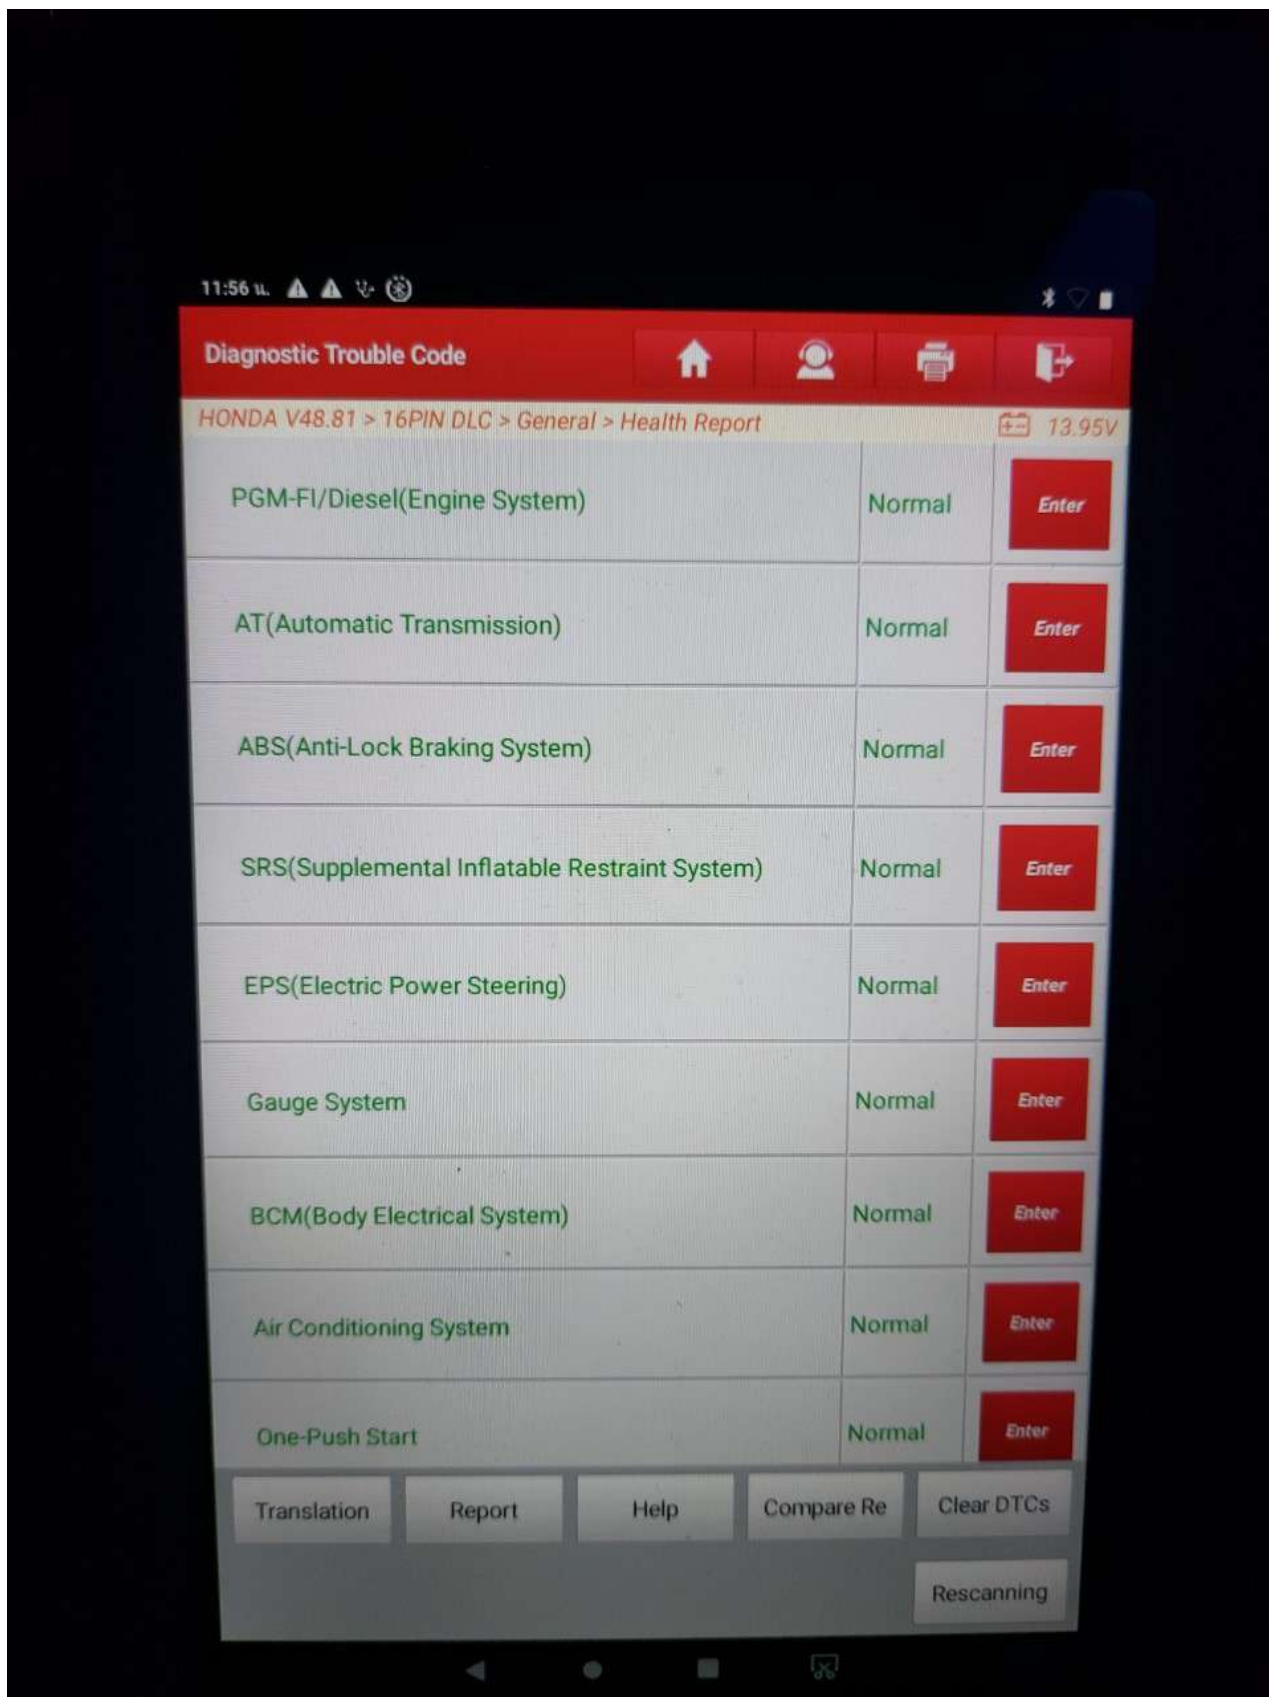 11:56 น.
Diagnostic Trouble Code
HONDA V48.81 > 16PIN DLC > General > Health Report 13.95V
PGM-FI/Diesel(Engine System) Normal Enter
AT(Automatic Transmission) Normal Enter
ABS(Anti-Lock Braking System) Normal Enter
SRS(Supplemental Inflatable Restraint System) Normal Enter
EPS(Electric Power Steering) Normal Enter
Gauge System Normal Enter
BCM(Body Electrical System) Normal Enter
Air Conditioning System Normal Enter
One-Push Start Normal Enter
Translation Report Help Compare Re Clear DTCs
Rescanning